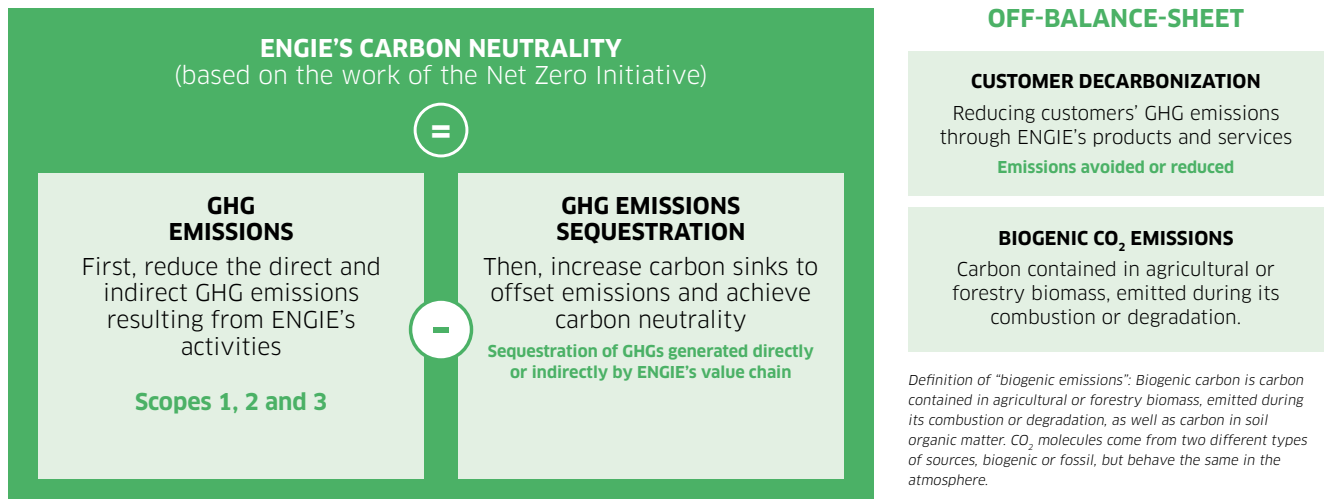 ENGIE’S CARBON NEUTRALITY
(based on the work of the Net Zero Initiative)
=
GHG
EMISSIONS
First, reduce the direct and
indirect GHG emissions
resulting from ENGIE’s
activities
Scopes 1, 2 and 3
-
GHG EMISSIONS
SEQUESTRATION
Then, increase carbon sinks to
offset emissions and achieve
carbon neutrality
Sequestration of GHGs generated directly
or indirectly by ENGIE’s value chain
OFF-BALANCE-SHEET
CUSTOMER DECARBONIZATION
Reducing customers’ GHG emissions
through ENGIE’s products and services
Emissions avoided or reduced
BIOGENIC CO₂ EMISSIONS
Carbon contained in agricultural or
forestry biomass, emitted during its
combustion or degradation.
Definition of “biogenic emissions”: Biogenic carbon is carbon
contained in agricultural or forestry biomass, emitted during
its combustion or degradation, as well as carbon in soil
organic matter. CO₂ molecules come from two different types
of sources, biogenic or fossil, but behave the same in the
atmosphere.